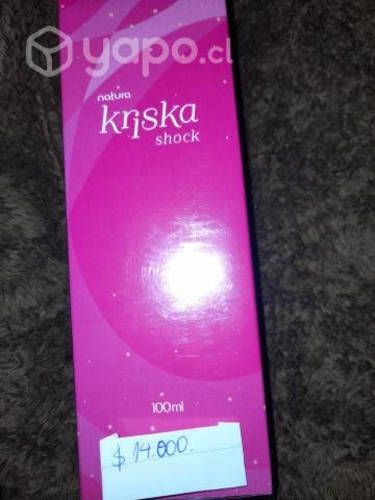 yapo.cl
natura
kriska
shock
100ml
$ 14.000.